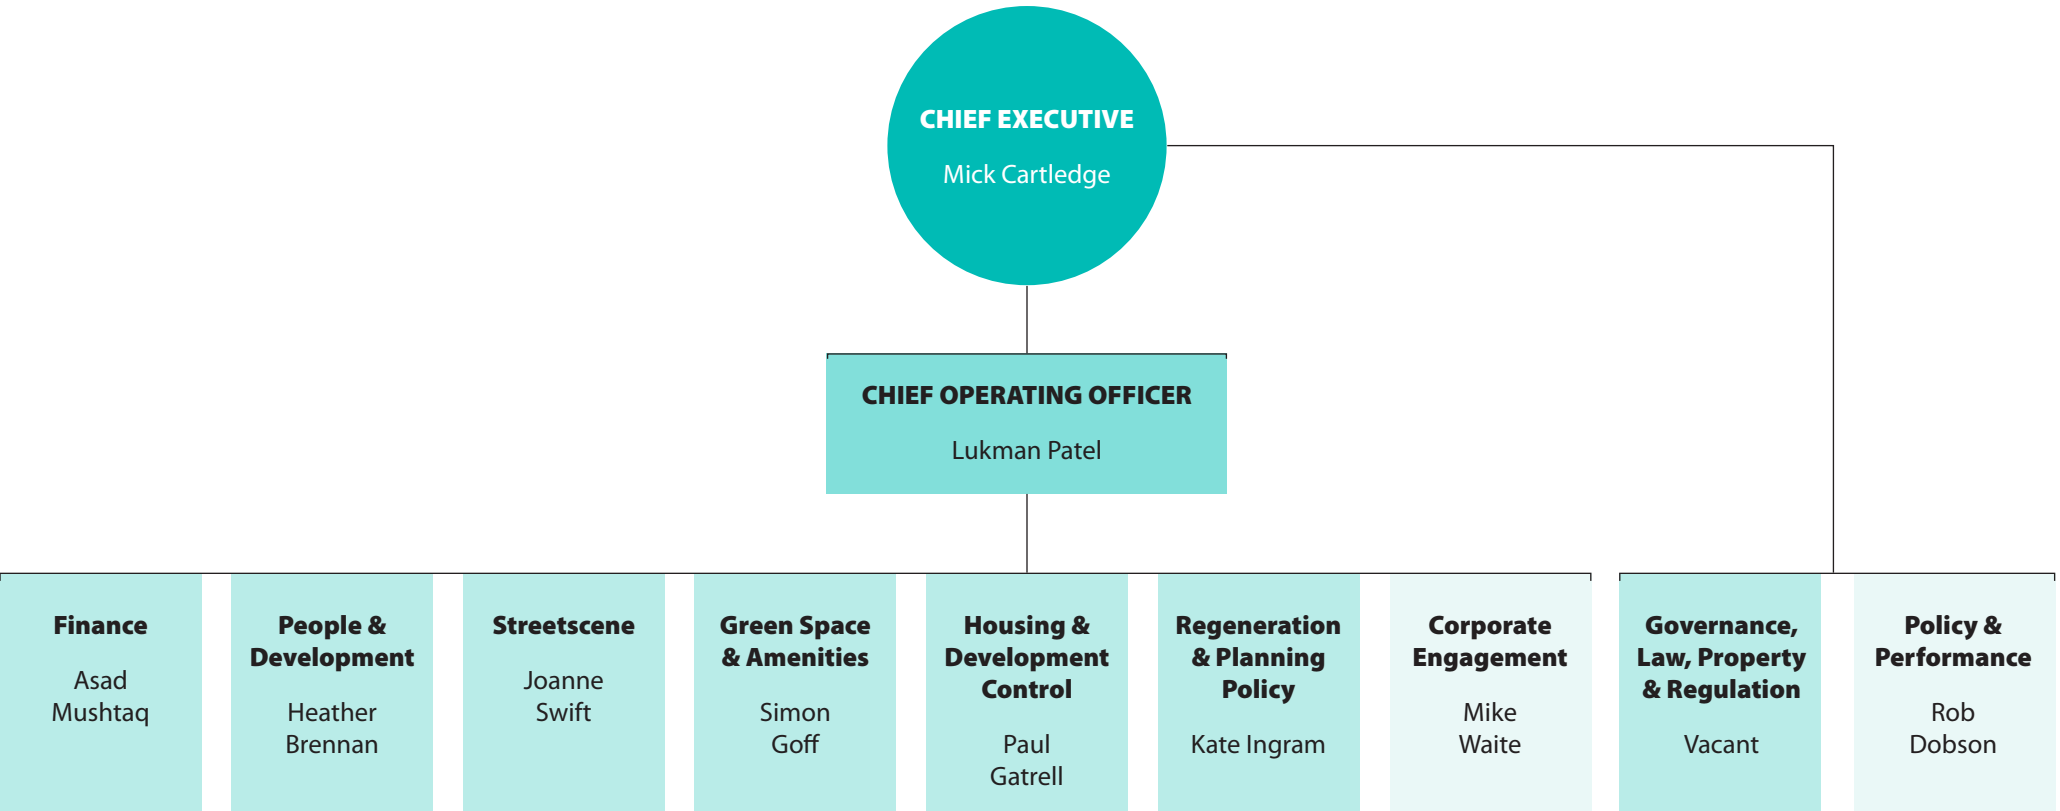 CHIEF EXECUTIVE
Mick Cartledge
CHIEF OPERATING OFFICER
Lukman Patel
Finance
Asad
Mushtaq
People &
Development
Heather
Brennan
Streetscene
Joanne
Swift
Green Space
& Amenities
Simon
Goff
Housing &
Development
Control
Paul
Gatrell
Regeneration
& Planning
Policy
Kate Ingram
Corporate
Engagement
Mike
Waite
Governance,
Law, Property
& Regulation
Vacant
Policy &
Performance
Rob
Dobson